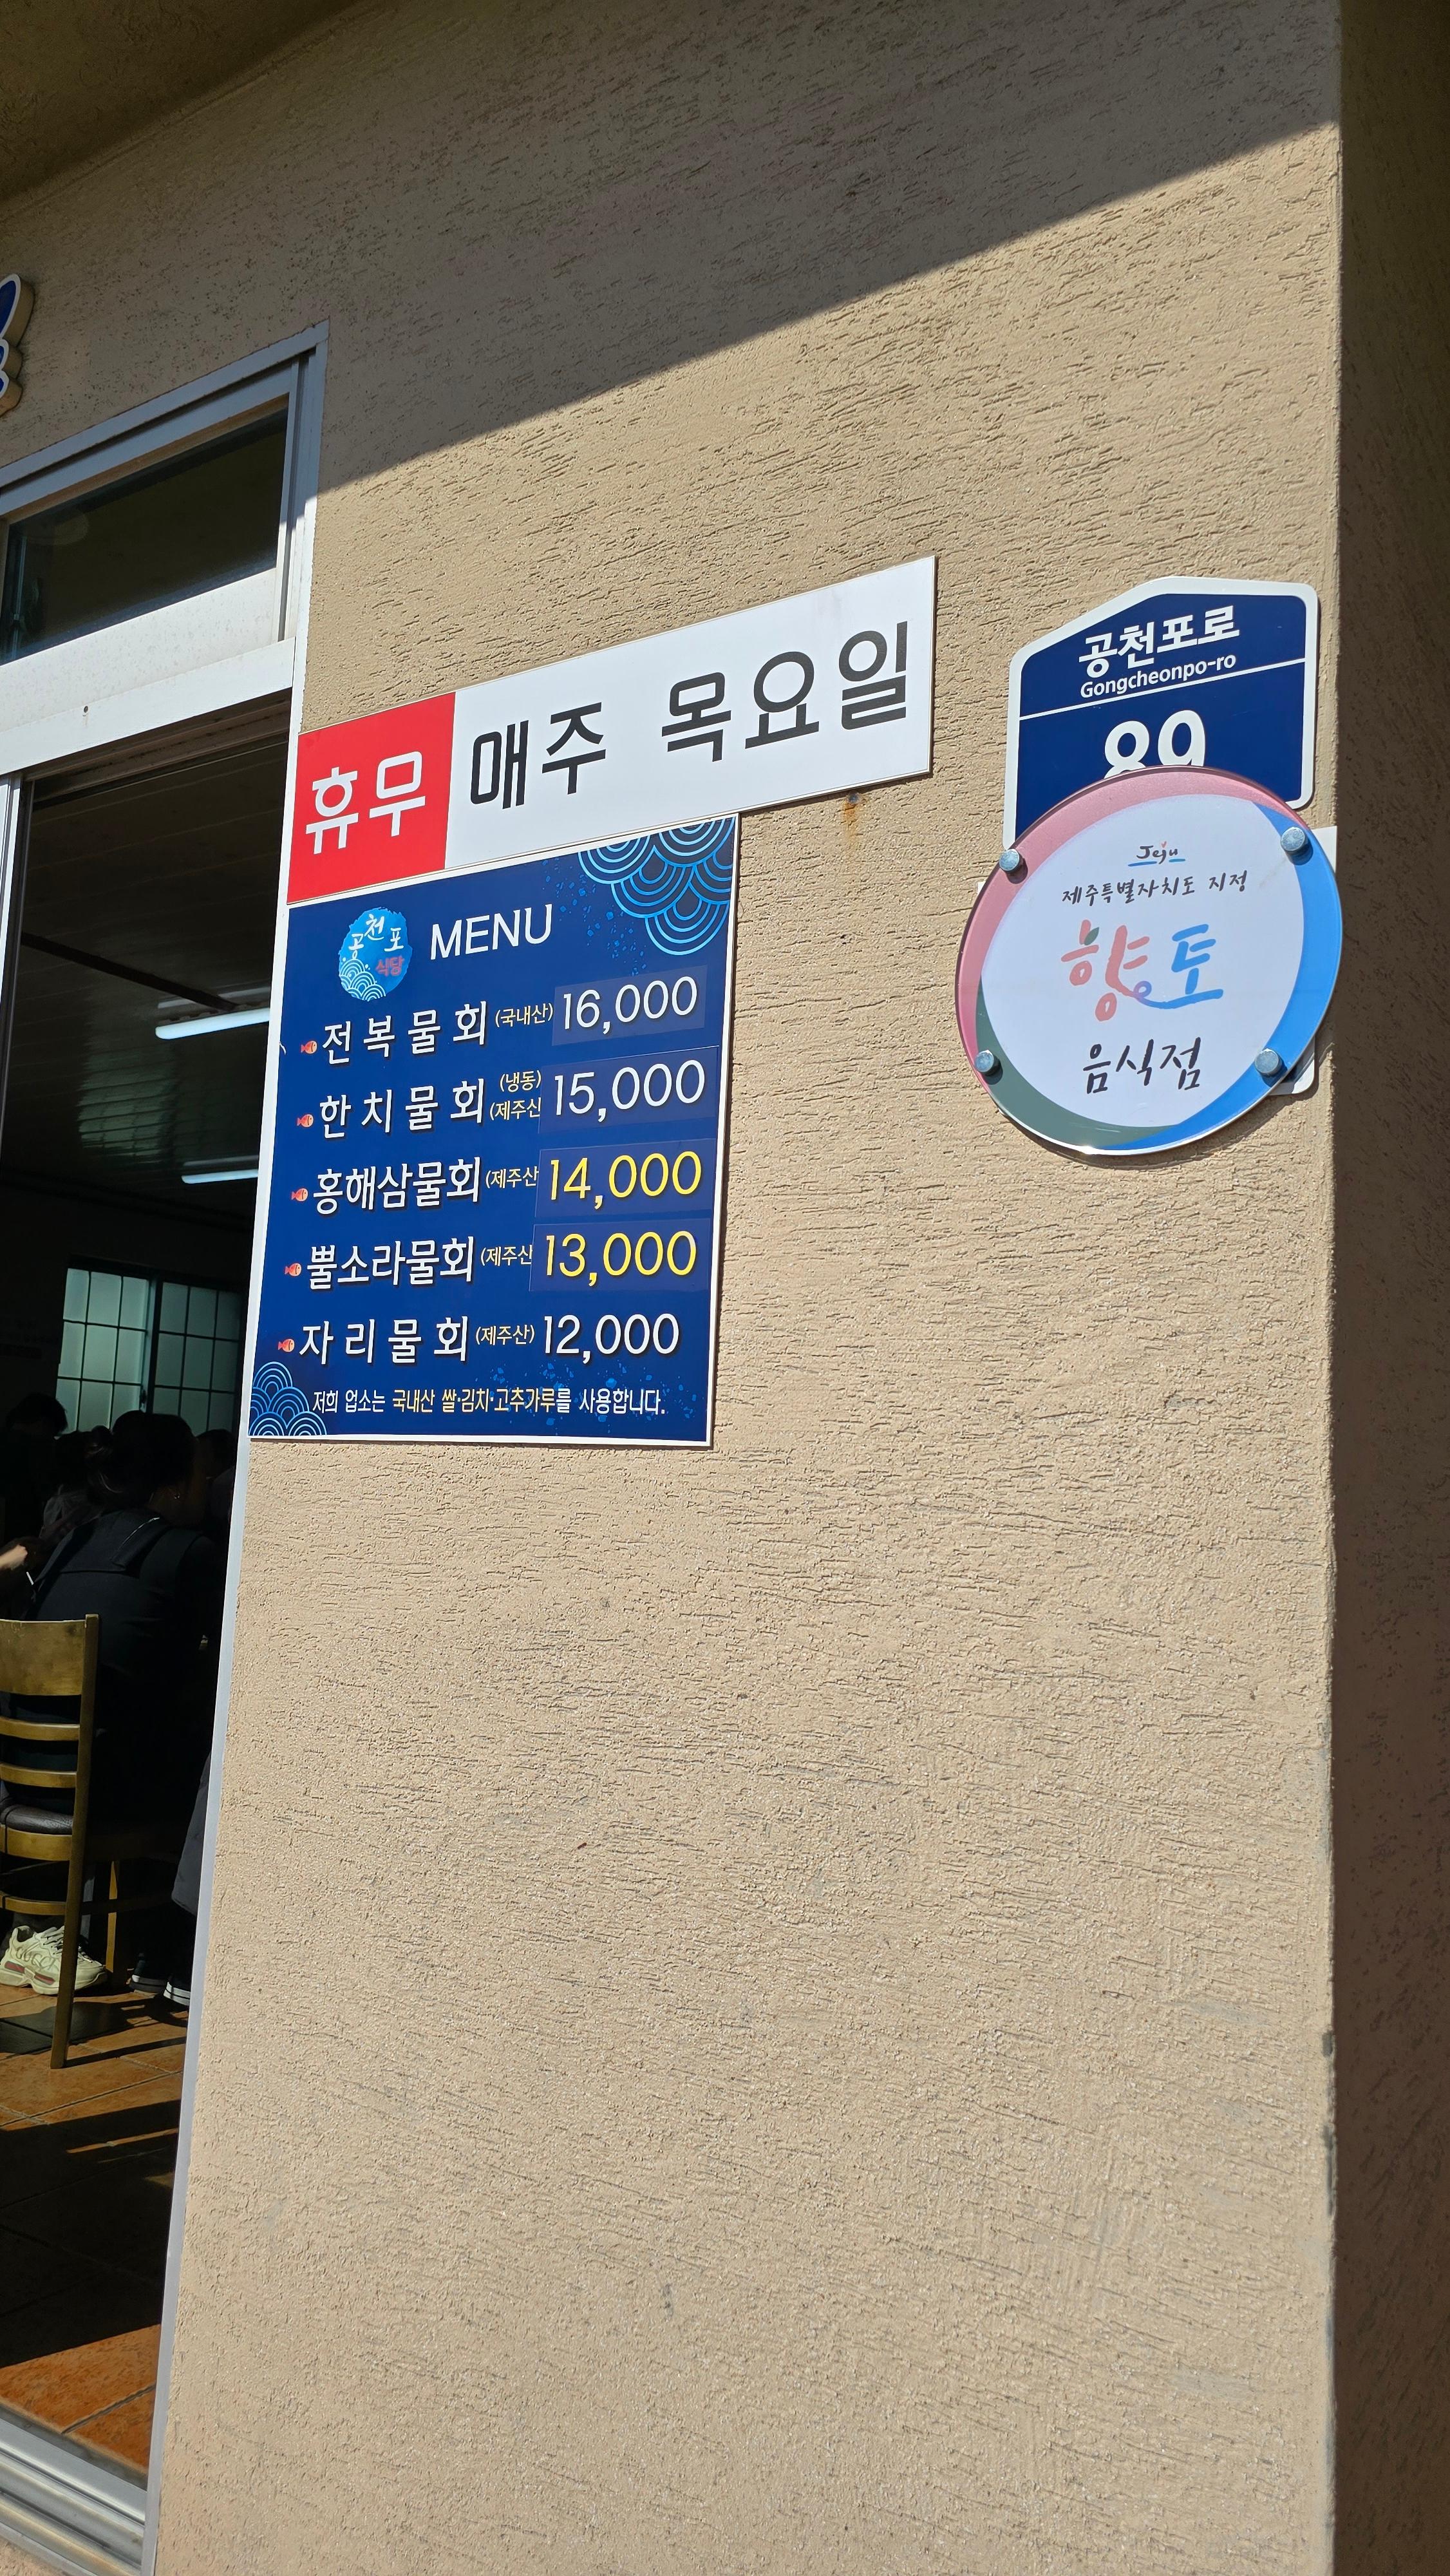 휴무 매주 목요일
공천포 식당 MENU
전복물회 (국내산) 16,000
한치물회 (냉동) (제주산 15,000
홍해삼물회 (제주산 14,000
뿔소라물회 (제주산 13,000
자리물회 (제주산) 12,000
저희 업소는 국내산 쌀·김치·고추가루를 사용합니다.
공천포로
Gongcheonpo-ro
89
Jeju
제주특별자치도 지정
향토
음식점
GUCCI